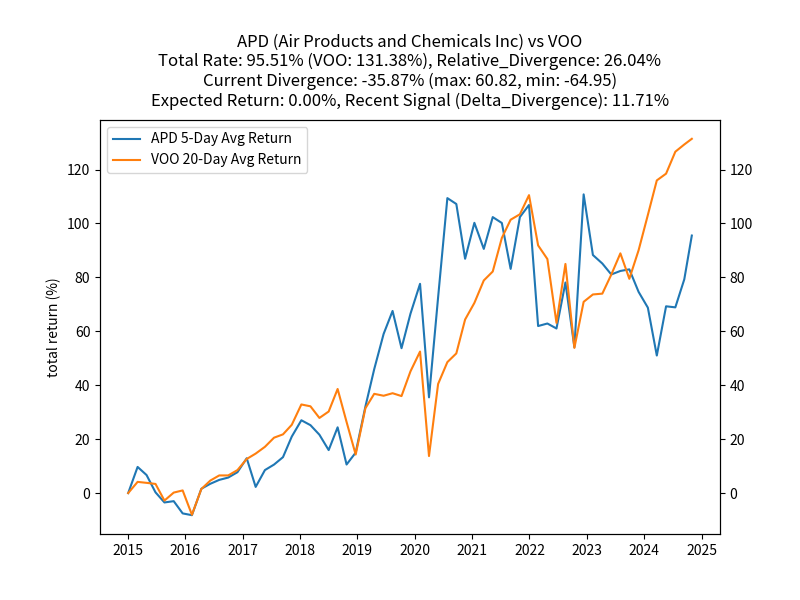 APD (Air Products and Chemicals Inc) vs VOO
Total Rate: 95.51% (VOO: 131.38%), Relative_Divergence: 26.04%
Current Divergence: -35.87% (max: 60.82, min: -64.95)
Expected Return: 0.00%, Recent Signal (Delta_Divergence): 11.71%
APD 5-Day Avg Return
VOO 20-Day Avg Return
total return (%)
120
100
80
60
40
20
0
120
100
80
60
40
20
0
2015 2016 2017 2018 2019 2020 2021 2022 2023 2024 2025